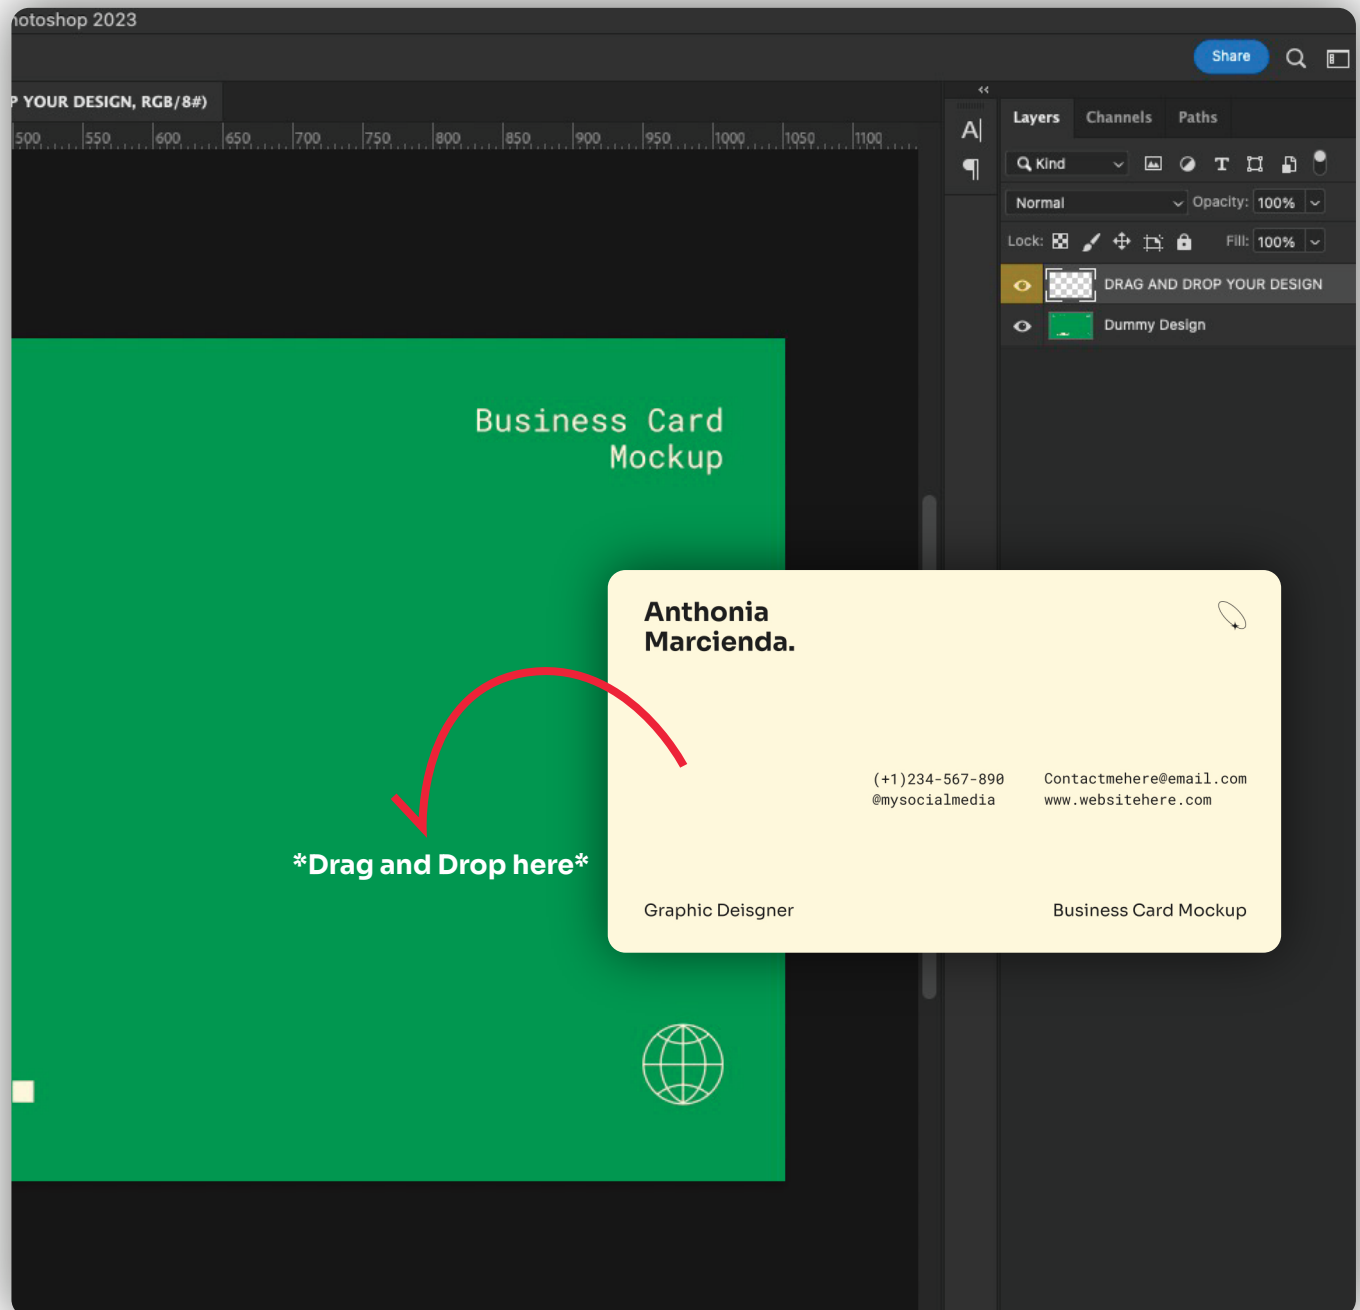 otoshop 2023
Share
P YOUR DESIGN, RGB/8#)
500 550 600 650 700 750 800 850 900 950 1000 1050 1100
A|
Layers Channels Paths
Kind
Normal Opacity: 100%
Lock: Fill: 100%
DRAG AND DROP YOUR DESIGN
Dummy Design
Business Card
Mockup
Anthonia
Marcienda.
(+1)234-567-890 Contactmehere@email.com
@mysocialmedia www.websitehere.com
*Drag and Drop here*
Graphic Deisgner Business Card Mockup